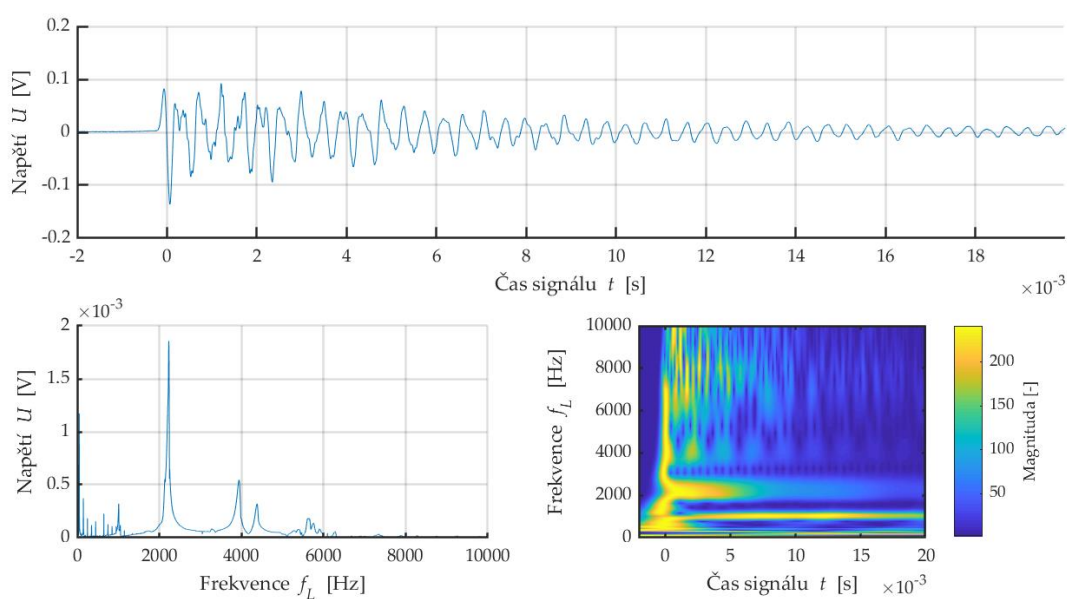 0.2
0.1
0
-0.1
-0.2
Napětí U [V]
-2 0 2 4 6 8 10 12 14 16 18
Čas signálu t [s]
×10⁻³
×10⁻³
2
1.5
1
0.5
0
Napětí U [V]
0 2000 4000 6000 8000 10000
Frekvence f_L [Hz]
10000
8000
6000
4000
2000
0
Frekvence f_L [Hz]
0 5 10 15 20
Čas signálu t [s]
×10⁻³
200
150
100
50
Magnituda [-]